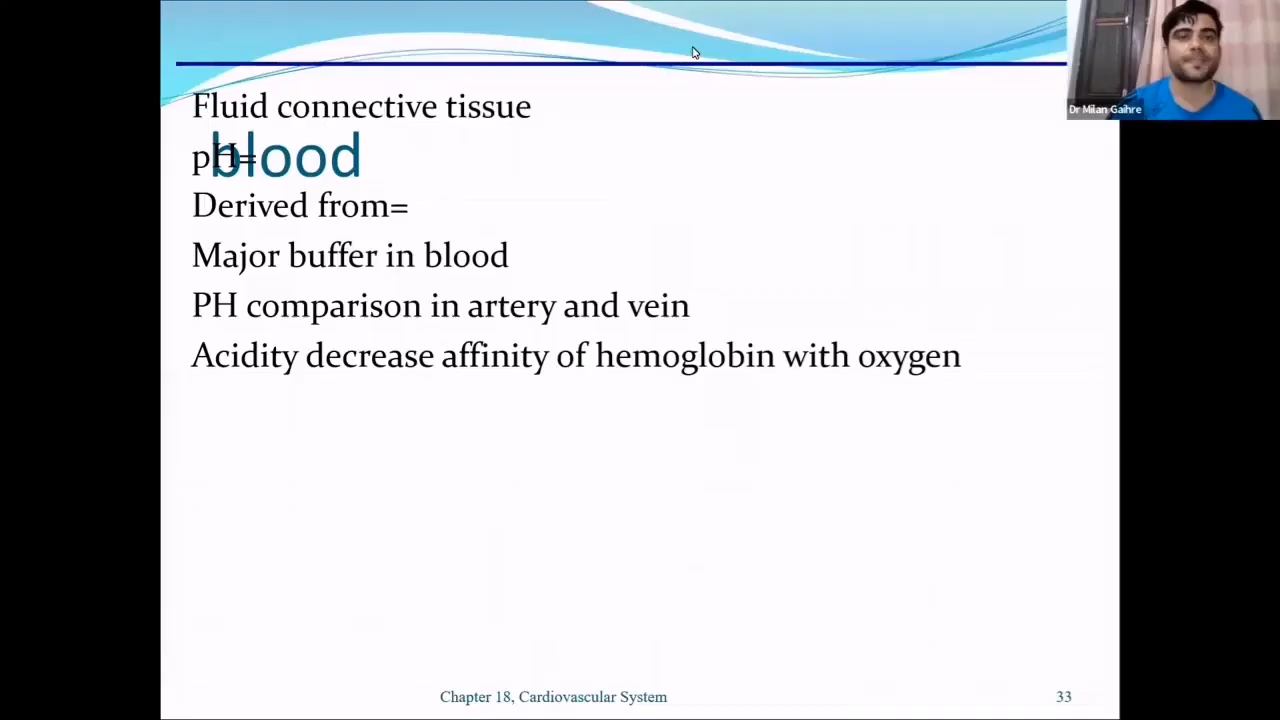 Dr Milan Gaihre
Fluid connective tissue
blood
pH=
Derived from=
Major buffer in blood
PH comparison in artery and vein
Acidity decrease affinity of hemoglobin with oxygen
Chapter 18, Cardiovascular System
33